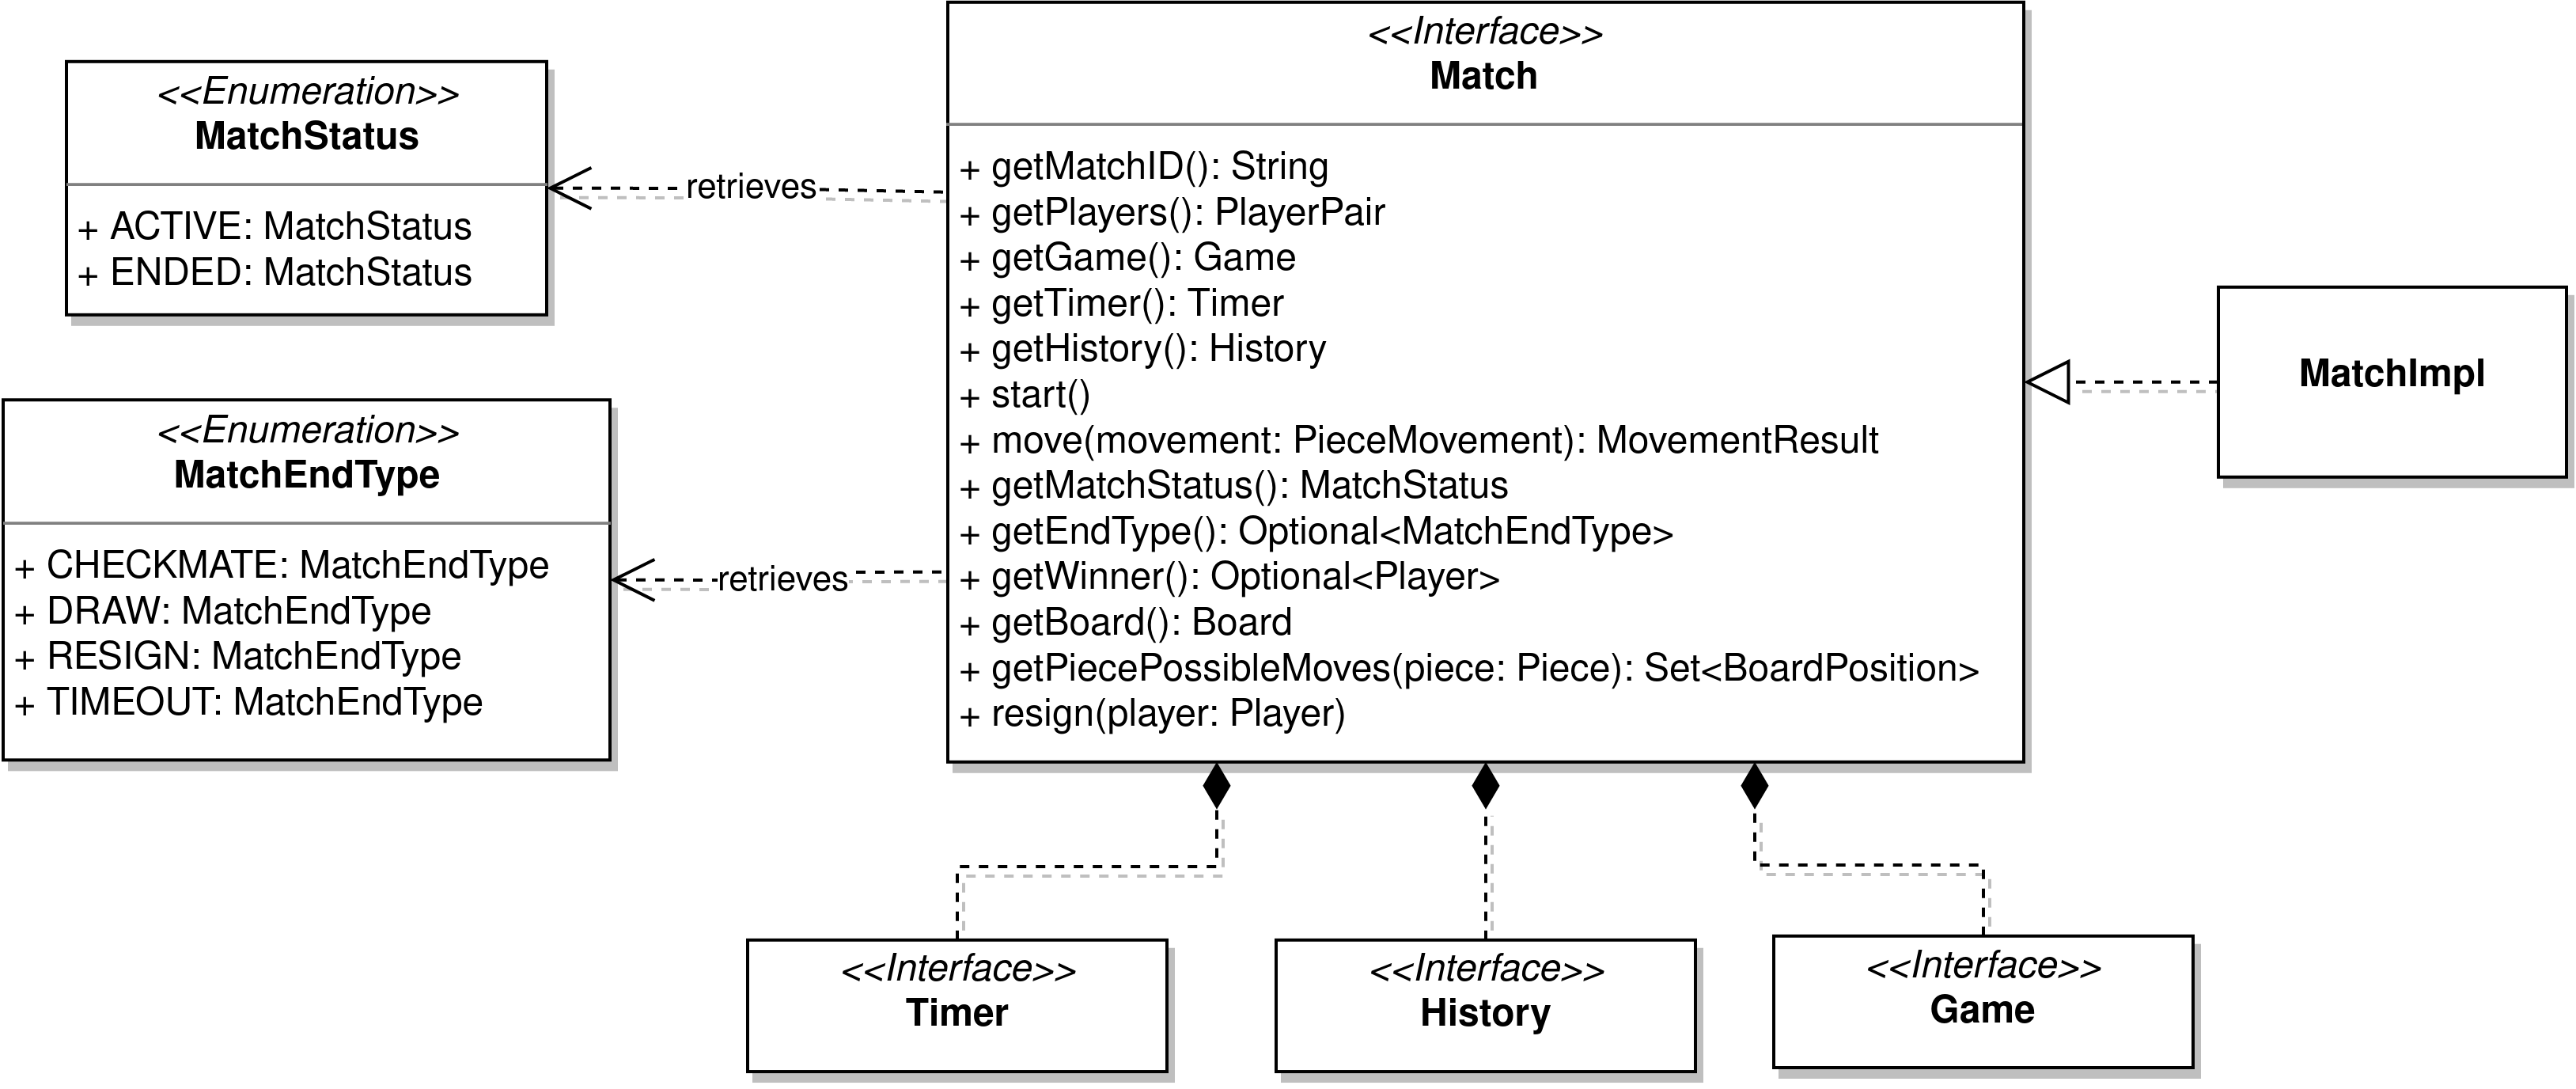 <<Enumeration>>
MatchStatus
+ ACTIVE: MatchStatus
+ ENDED: MatchStatus
<<Enumeration>>
MatchEndType
+ CHECKMATE: MatchEndType
+ DRAW: MatchEndType
+ RESIGN: MatchEndType
+ TIMEOUT: MatchEndType
retrieves
retrieves
<<Interface>>
Match
+ getMatchID(): String
+ getPlayers(): PlayerPair
+ getGame(): Game
+ getTimer(): Timer
+ getHistory(): History
+ start()
+ move(movement: PieceMovement): MovementResult
+ getMatchStatus(): MatchStatus
+ getEndType(): Optional<MatchEndType>
+ getWinner(): Optional<Player>
+ getBoard(): Board
+ getPiecePossibleMoves(piece: Piece): Set<BoardPosition>
+ resign(player: Player)
MatchImpl
<<Interface>>
Timer
<<Interface>>
History
<<Interface>>
Game